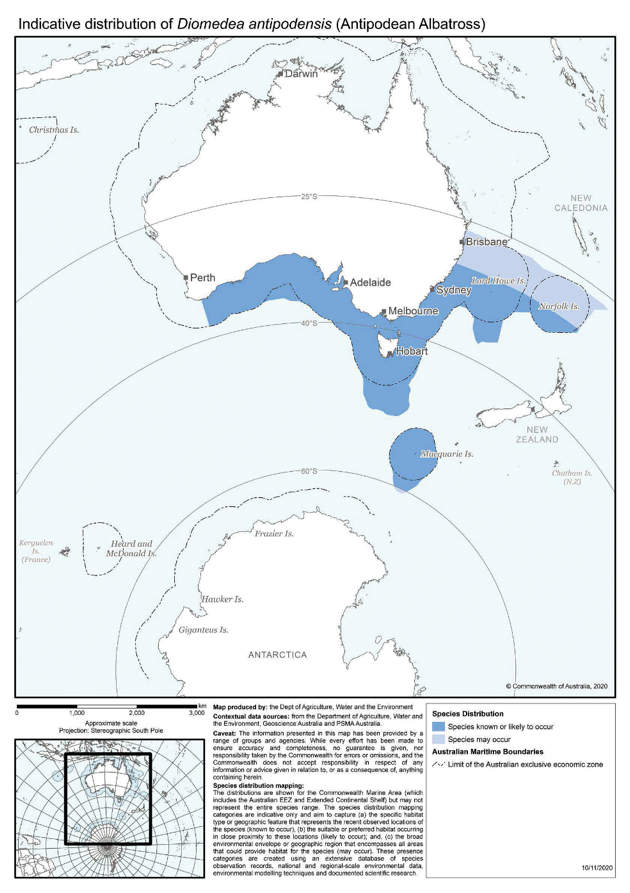 Indicative distribution of Diomedea antipodensis (Antipodean Albatross)
Darwin
Christmas Is.
25°S
NEW
CALEDONIA
Brisbane
Perth
Adelaide
Lord Howe Is.
Sydney
Norfolk Is.
Melbourne
40°S
Hobart
NEW
ZEALAND
Macquarie Is.
60°S
Chatham Is.
(N.Z)
Frazier Is.
Kerguelen
Is.
(France)
Heard and
McDonald Is.
Hawker Is.
Giganteus Is.
ANTARCTICA
© Commonwealth of Australia, 2020
km
0 1,000 2,000 3,000
Approximate scale
Projection: Stereographic South Pole
Map produced by: the Dept of Agriculture, Water and the Environment
Contextual data sources: from the Department of Agriculture, Water and
the Environment, Geoscience Australia and PSMA Australia.
Caveat: The information presented in this map has been provided by a
range of groups and agencies. While every effort has been made to
ensure accuracy and completeness, no guarantee is given, nor
responsibility taken by the Commonwealth for errors or omissions, and the
Commonwealth does not accept responsibility in respect of any
information or advice given in relation to, or as a consequence of, anything
containing herein.
Species distribution mapping:
The distributions are shown for the Commonwealth Marine Area (which
includes the Australian EEZ and Extended Continental Shelf) but may not
represent the entire species range. The species distribution mapping
categories are indicative only and aim to capture (a) the specific habitat
type or geographic feature that represents the recent observed locations of
the species (known to occur), (b) the suitable or preferred habitat occurring
in close proximity to these locations (likely to occur); and, (c) the broad
environmental envelope or geographic region that encompasses all areas
that could provide habitat for the species (may occur). These presence
categories are created using an extensive database of species
observation records, national and regional-scale environmental data,
environmental modelling techniques and documented scientific research.
Species Distribution
Species known or likely to occur
Species may occur
Australian Maritime Boundaries
Limit of the Australian exclusive economic zone
10/11/2020